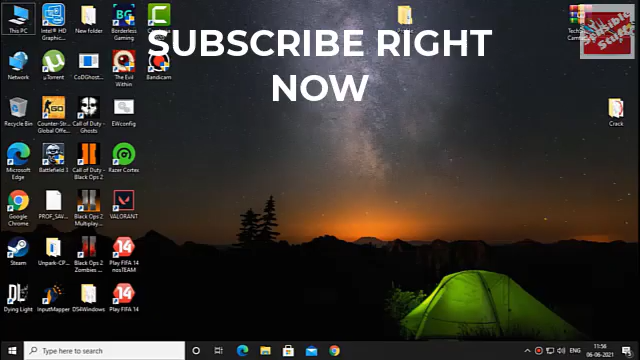 SUBSCRIBE RIGHT
NOW
This PC
Intel® HD
Graphic...
New folder
Borderless
Gaming
Network
µTorrent
CoDGhost...
The Evil
Within
Bandicam
Recycle Bin
Counter-Str...
Global Offe...
Call of Duty -
Ghosts
EWconfig
Crack
Microsoft
Edge
Battlefield 3
Call of Duty -
Black Ops 2
Razer Cortex
Google
Chrome
PROF_SAV...
Black Ops 2
Multiplay...
VALORANT
Steam
Unpark-CP...
Black Ops 2
Zombies ...
Play FIFA 14
nosTEAM
Dying Light
InputMapper
DS4Windows
Play FIFA 14
Type here to search
ENG
11:56
06-06-2021